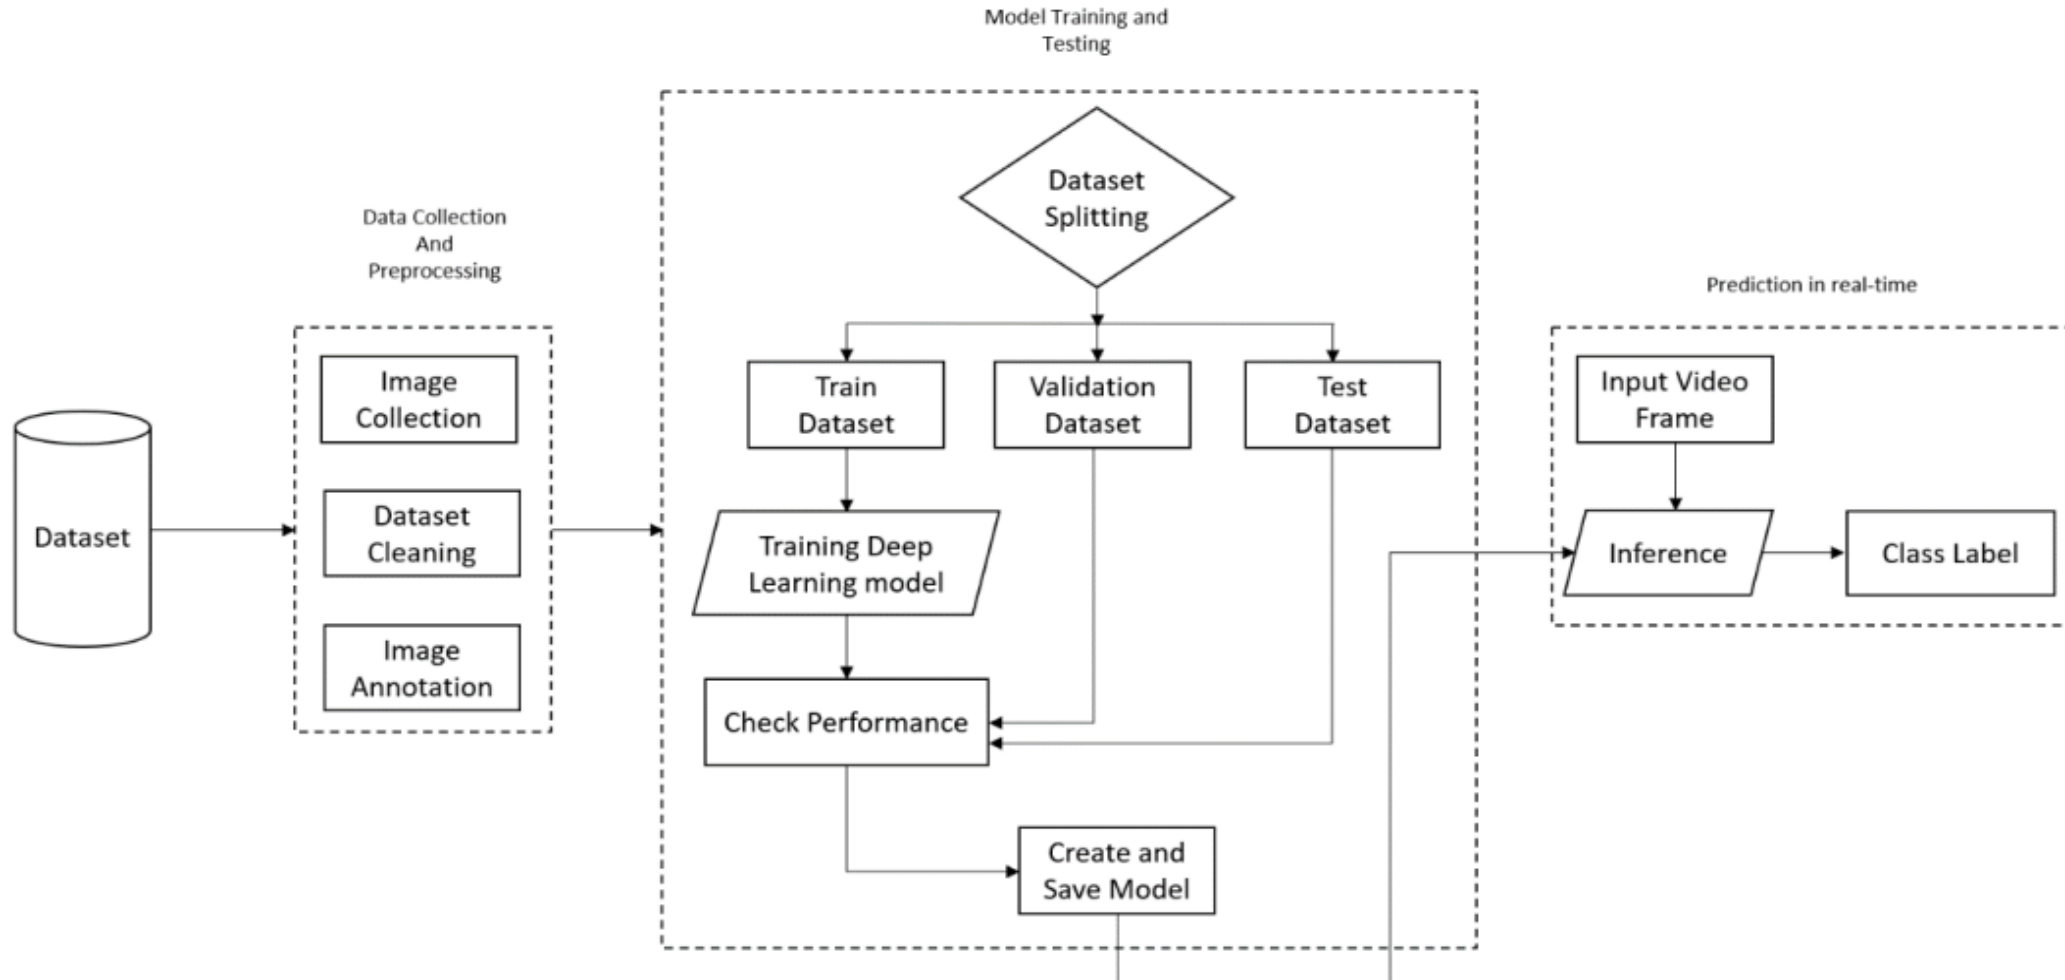 Model Training and
Testing
Data Collection
And
Preprocessing
Prediction in real-time
Dataset
Image
Collection
Dataset
Cleaning
Image
Annotation
Dataset
Splitting
Train
Dataset
Validation
Dataset
Test
Dataset
Training Deep
Learning model
Check Performance
Create and
Save Model
Input Video
Frame
Inference
Class Label